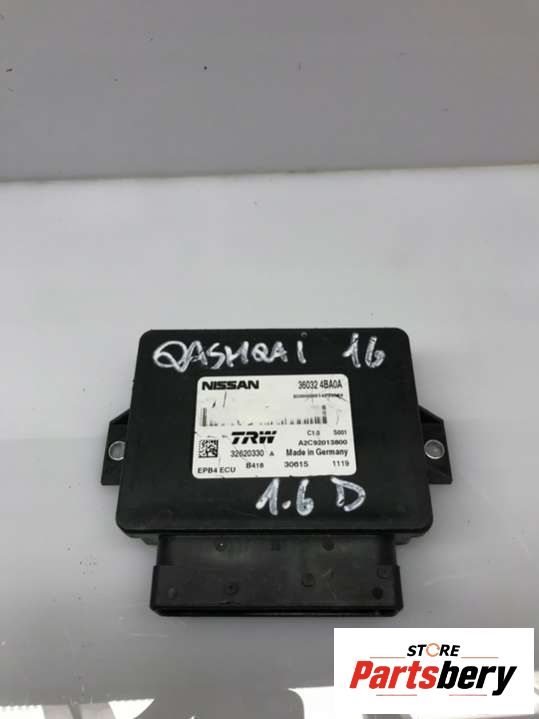 QASHQAI 16
NISSAN 36032 4BA0A
C1.0 S001
TRW A2C92013800
32620330 A Made in Germany
EPB4 ECU B418 30615 1119
1.6 D
STORE
Partsbery